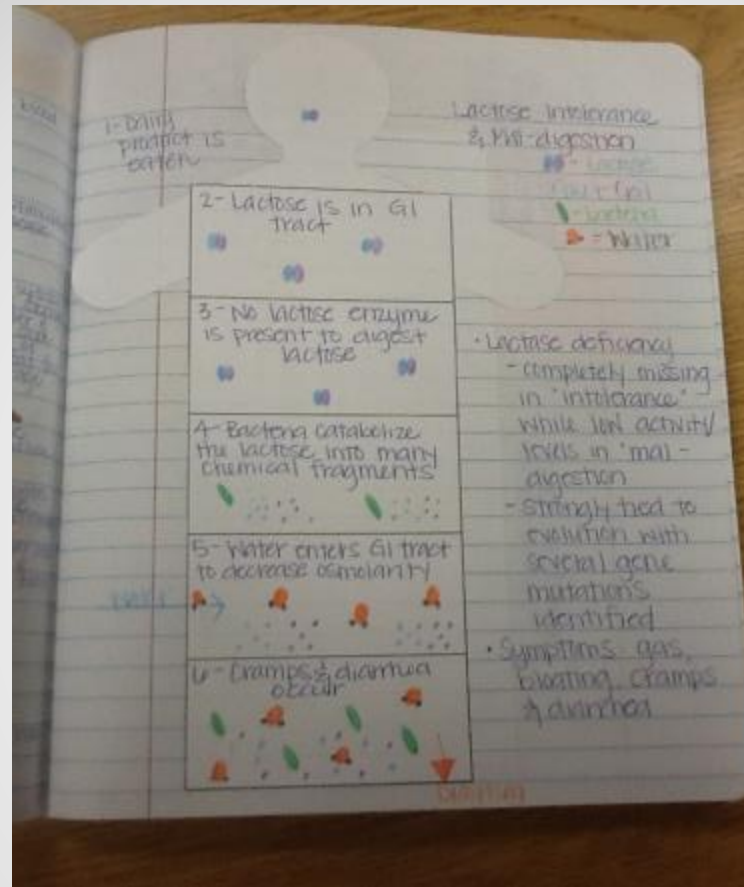 1-Dairy
product is
eaten
Lactose Intolerance
& Mal-digestion
- Lactose
- Water
2-Lactose is in GI
tract
3-No lactose enzyme
is present to digest
lactose
4-Bacteria catabolize
the lactose into many
chemical fragments
5-Water enters GI tract
to decrease osmolarity
6-Cramps & diarrhea
occur
• Lactase deficiency
-completely missing
in "intolerance"
while low activity
levels in "mal-
digestion
-Strongly tied to
evolution with
several gene
mutations
identified
• Symptoms: gas,
bloating, cramps
& diarrhea